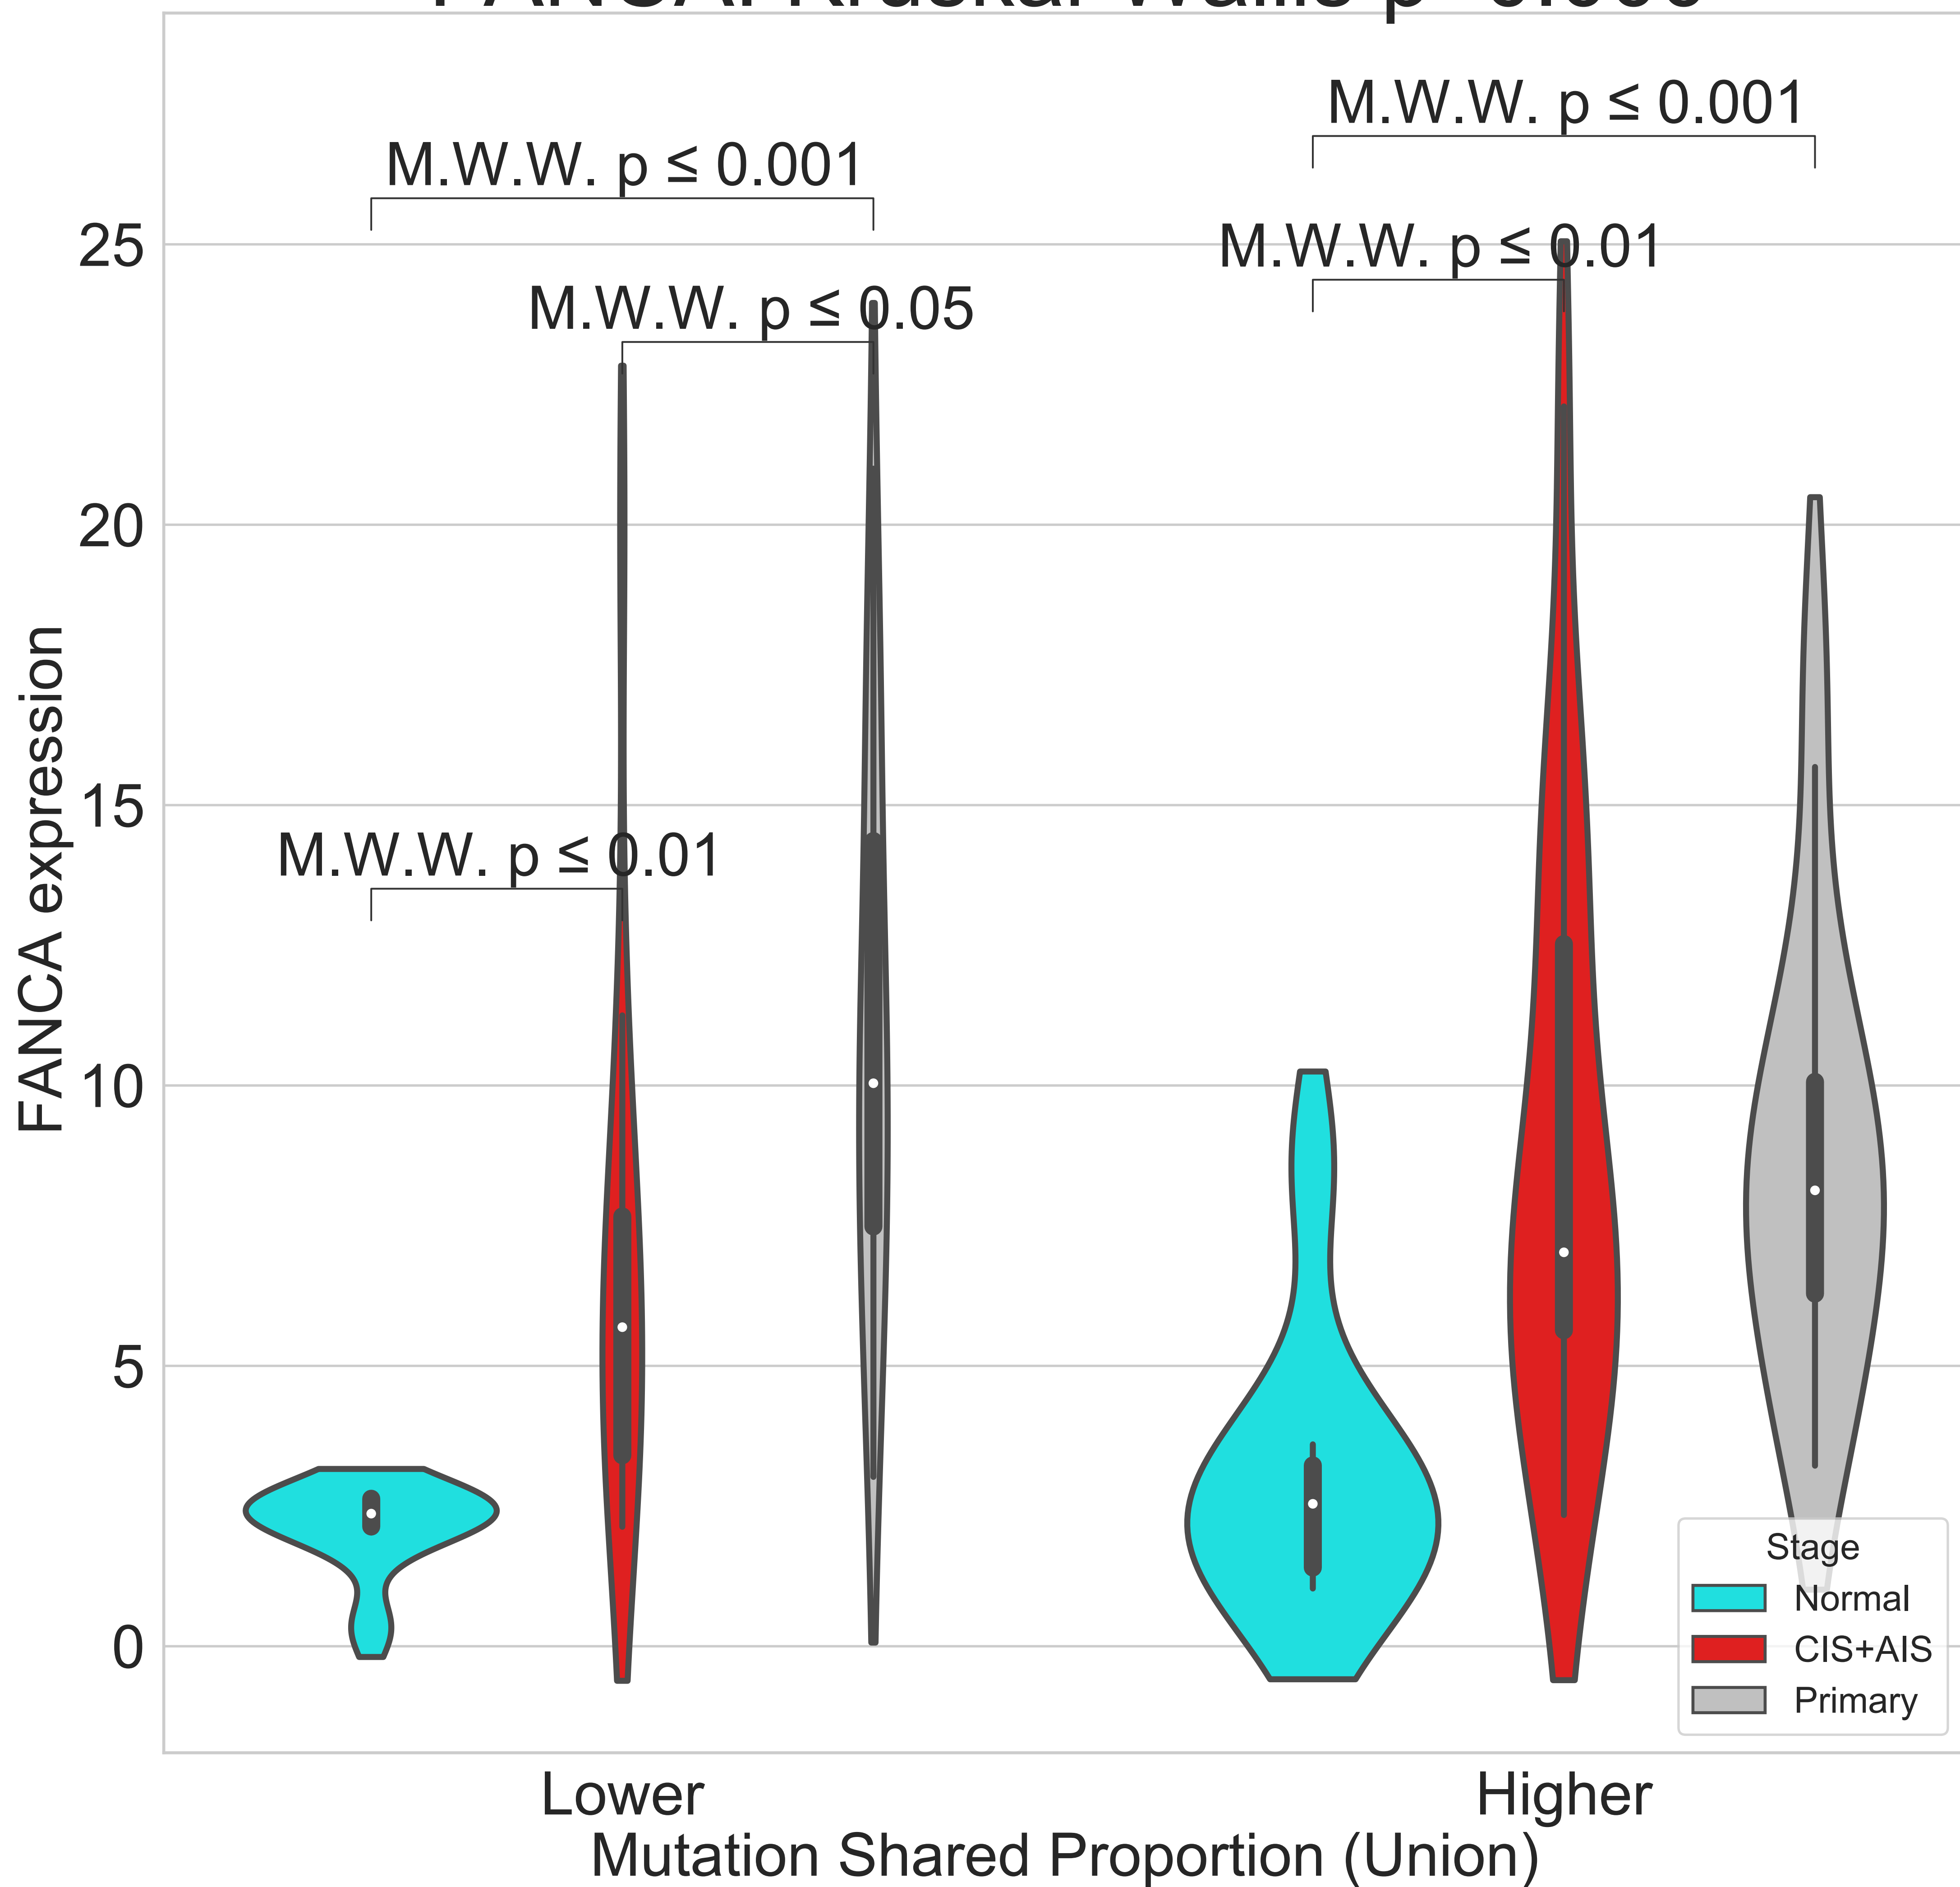 M.W.W. p ≤ 0.001
M.W.W. p ≤ 0.001
M.W.W. p ≤ 0.01
M.W.W. p ≤ 0.05
M.W.W. p ≤ 0.01
25
20
15
10
5
0
FANCA expression
Stage
Normal
CIS+AIS
Primary
Lower
Higher
Mutation Shared Proportion (Union)